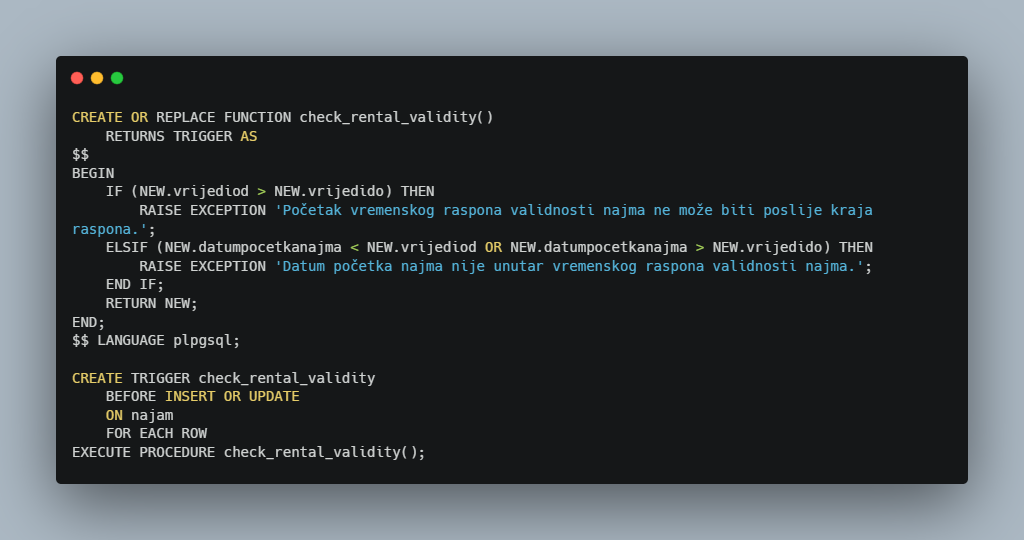 CREATE OR REPLACE FUNCTION check_rental_validity()
    RETURNS TRIGGER AS
$$
BEGIN
    IF (NEW.vrijediod > NEW.vrijedido) THEN
        RAISE EXCEPTION 'Početak vremenskog raspona validnosti najma ne može biti poslije kraja
raspona.';
    ELSIF (NEW.datumpocetkanajma < NEW.vrijediod OR NEW.datumpocetkanajma > NEW.vrijedido) THEN
        RAISE EXCEPTION 'Datum početka najma nije unutar vremenskog raspona validnosti najma.';
    END IF;
    RETURN NEW;
END;
$$ LANGUAGE plpgsql;

CREATE TRIGGER check_rental_validity
    BEFORE INSERT OR UPDATE
    ON najam
    FOR EACH ROW
EXECUTE PROCEDURE check_rental_validity();